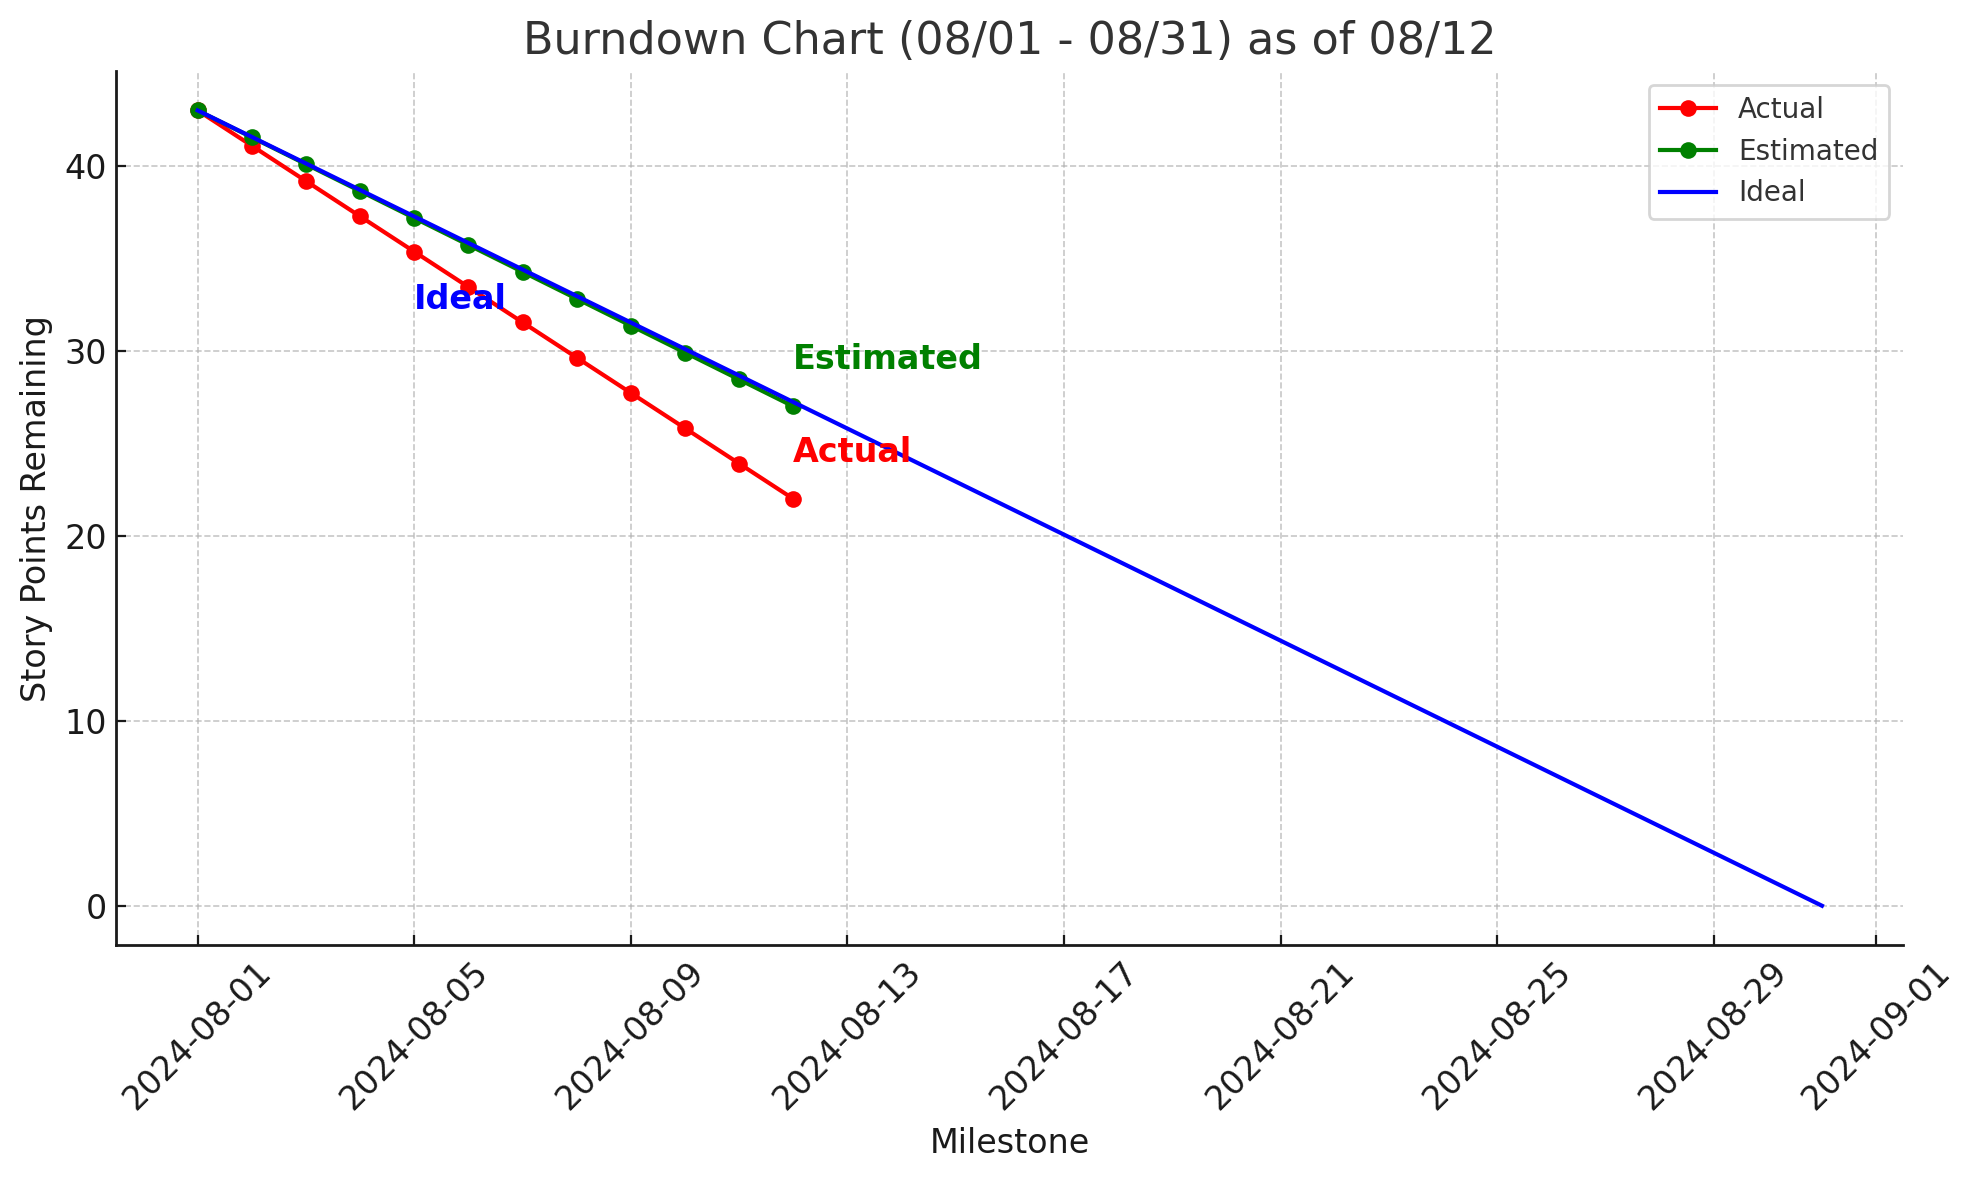 Burndown Chart (08/01 - 08/31) as of 08/12
Actual
Estimated
Ideal
Story Points Remaining
40
30
20
10
0
Ideal
Estimated
Actual
2024-08-01
2024-08-05
2024-08-09
2024-08-13
2024-08-17
2024-08-21
2024-08-25
2024-08-29
2024-09-01
Milestone